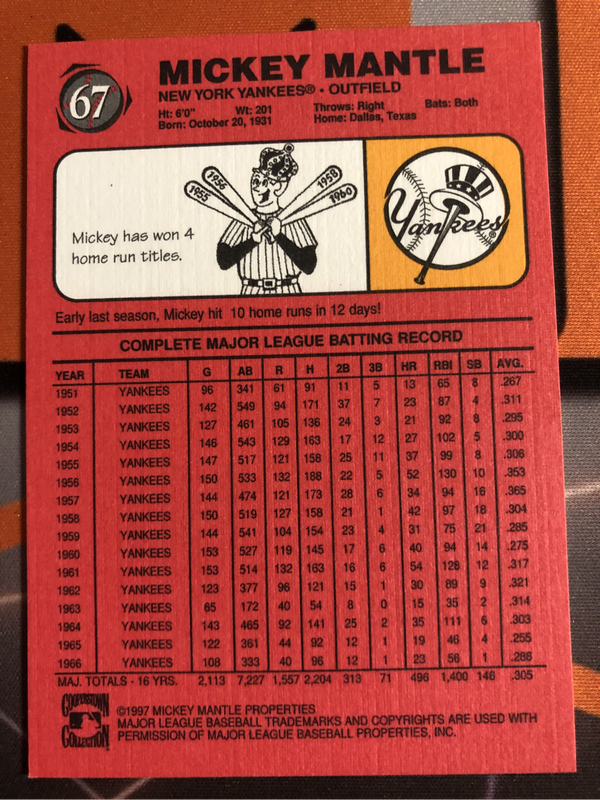 67
MICKEY MANTLE
NEW YORK YANKEES® • OUTFIELD
Ht: 6'0" Wt: 201 Throws: Right Bats: Both
Born: October 20, 1931 Home: Dallas, Texas
1956
1955
1958
1960
Mickey has won 4
home run titles.
Yankees®
Early last season, Mickey hit 10 home runs in 12 days!
COMPLETE MAJOR LEAGUE BATTING RECORD
YEAR TEAM G AB R H 2B 3B HR RBI SB AVG.
1951 YANKEES 96 341 61 91 11 5 13 65 8 .267
1952 YANKEES 142 549 94 171 37 7 23 87 4 .311
1953 YANKEES 127 461 105 136 24 3 21 92 8 .295
1954 YANKEES 146 543 129 163 17 12 27 102 5 .300
1955 YANKEES 147 517 121 158 25 11 37 99 8 .306
1956 YANKEES 150 533 132 188 22 5 52 130 10 .353
1957 YANKEES 144 474 121 173 28 6 34 94 16 .365
1958 YANKEES 150 519 127 158 21 1 42 97 18 .304
1959 YANKEES 144 541 104 154 23 4 31 75 21 .285
1960 YANKEES 153 527 119 145 17 6 40 94 14 .275
1961 YANKEES 153 514 132 163 16 6 54 128 12 .317
1962 YANKEES 123 377 96 121 15 1 30 89 9 .321
1963 YANKEES 65 172 40 54 8 0 15 35 2 .314
1964 YANKEES 143 465 92 141 25 2 35 111 6 .303
1965 YANKEES 122 361 44 92 12 1 19 46 4 .255
1966 YANKEES 108 333 40 96 12 1 23 56 1 .288
MAJ. TOTALS - 16 YRS. 2,113 7,227 1,557 2,204 313 71 496 1,400 146 .305
COOPERSTOWN
COLLECTION
©1997 MICKEY MANTLE PROPERTIES
MAJOR LEAGUE BASEBALL TRADEMARKS AND COPYRIGHTS ARE USED WITH
PERMISSION OF MAJOR LEAGUE BASEBALL PROPERTIES, INC.